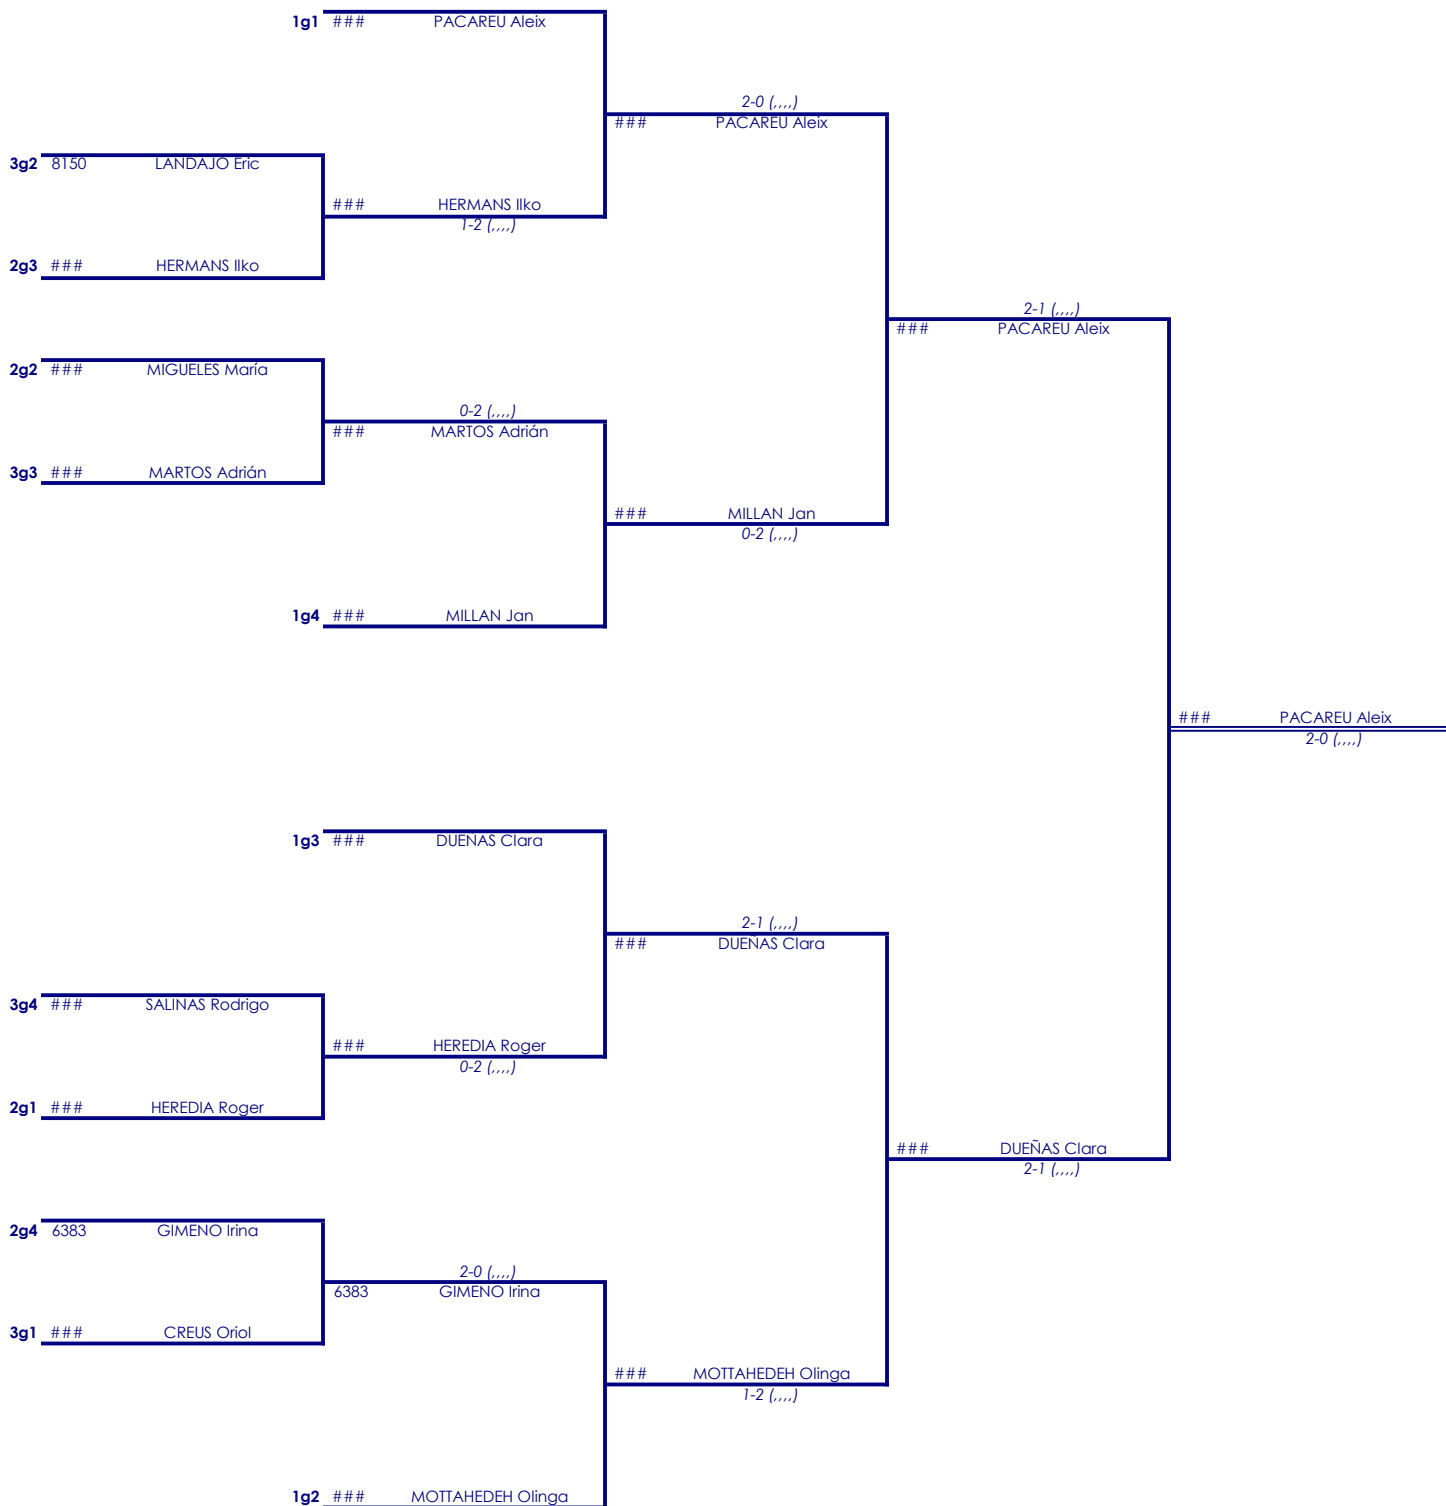 1g1 ### PACAREU Aleix
2-0 (,,,,)
### PACAREU Aleix
3g2 8150 LANDAJO Eric
### HERMANS Ilko
1-2 (,,,,)
2g3 ### HERMANS Ilko
2-1 (,,,,)
### PACAREU Aleix
2g2 ### MIGUELES María
0-2 (,,,,)
### MARTOS Adrián
3g3 ### MARTOS Adrián
### MILLAN Jan
0-2 (,,,,)
1g4 ### MILLAN Jan
### PACAREU Aleix
2-0 (,,,,)
1g3 ### DUEÑAS Clara
2-1 (,,,,)
### DUEÑAS Clara
3g4 ### SALINAS Rodrigo
### HEREDIA Roger
0-2 (,,,,)
2g1 ### HEREDIA Roger
### DUEÑAS Clara
2-1 (,,,,)
2g4 6383 GIMENO Irina
2-0 (,,,,)
6383 GIMENO Irina
3g1 ### CREUS Oriol
### MOTTAHEDEH Olinga
1-2 (,,,,)
1g2 ### MOTTAHEDEH Olinga